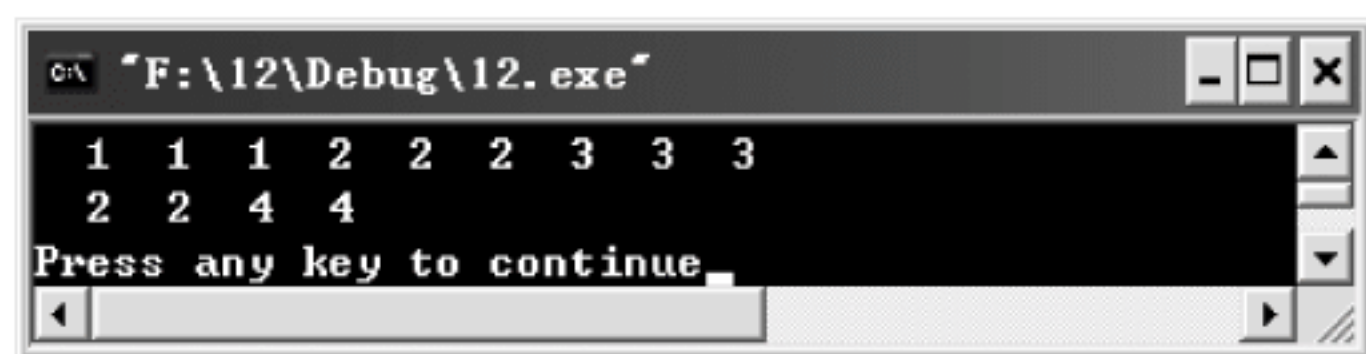 C:\ "F:\12\Debug\12.exe"
1 1 1 2 2 2 3 3 3
2 2 4 4
Press any key to continue_